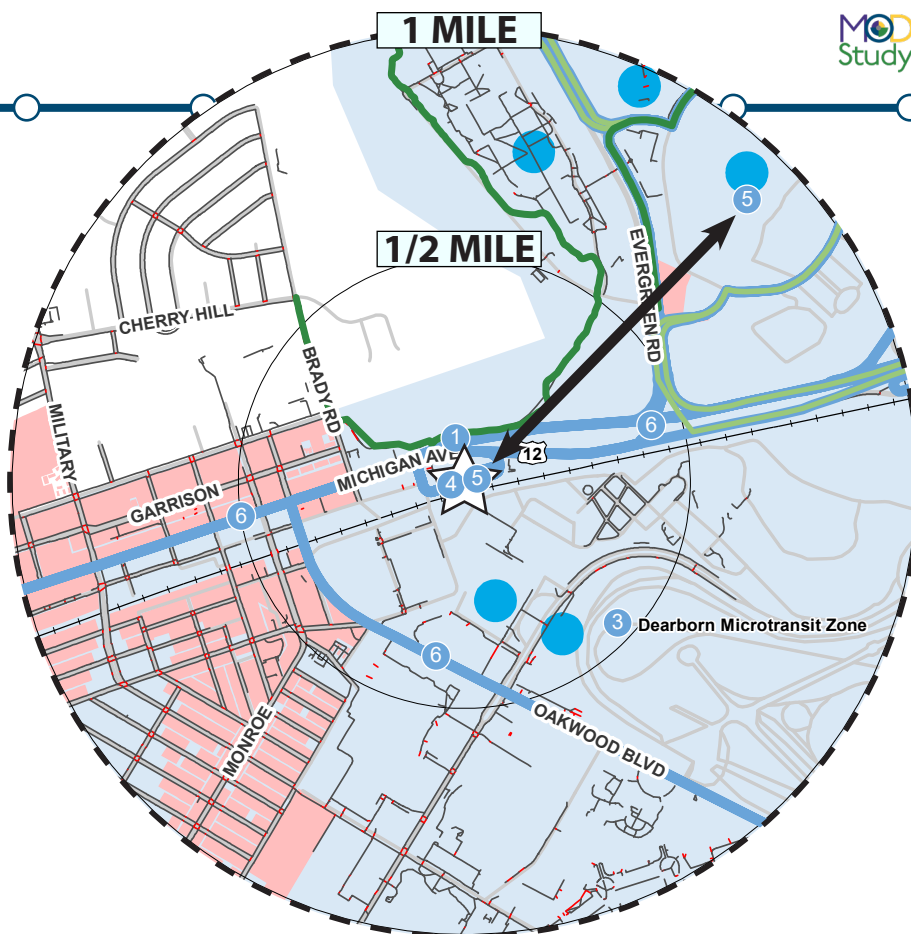 1 MILE
MOD
Study
5
1/2 MILE
EVERGREEN RD
CHERRY HILL
BRADY RD
MILITARY
1
6
12
MICHIGAN AVE
4
5
GARRISON
6
3
Dearborn Microtransit Zone
6
OAKWOOD BLVD
MONROE